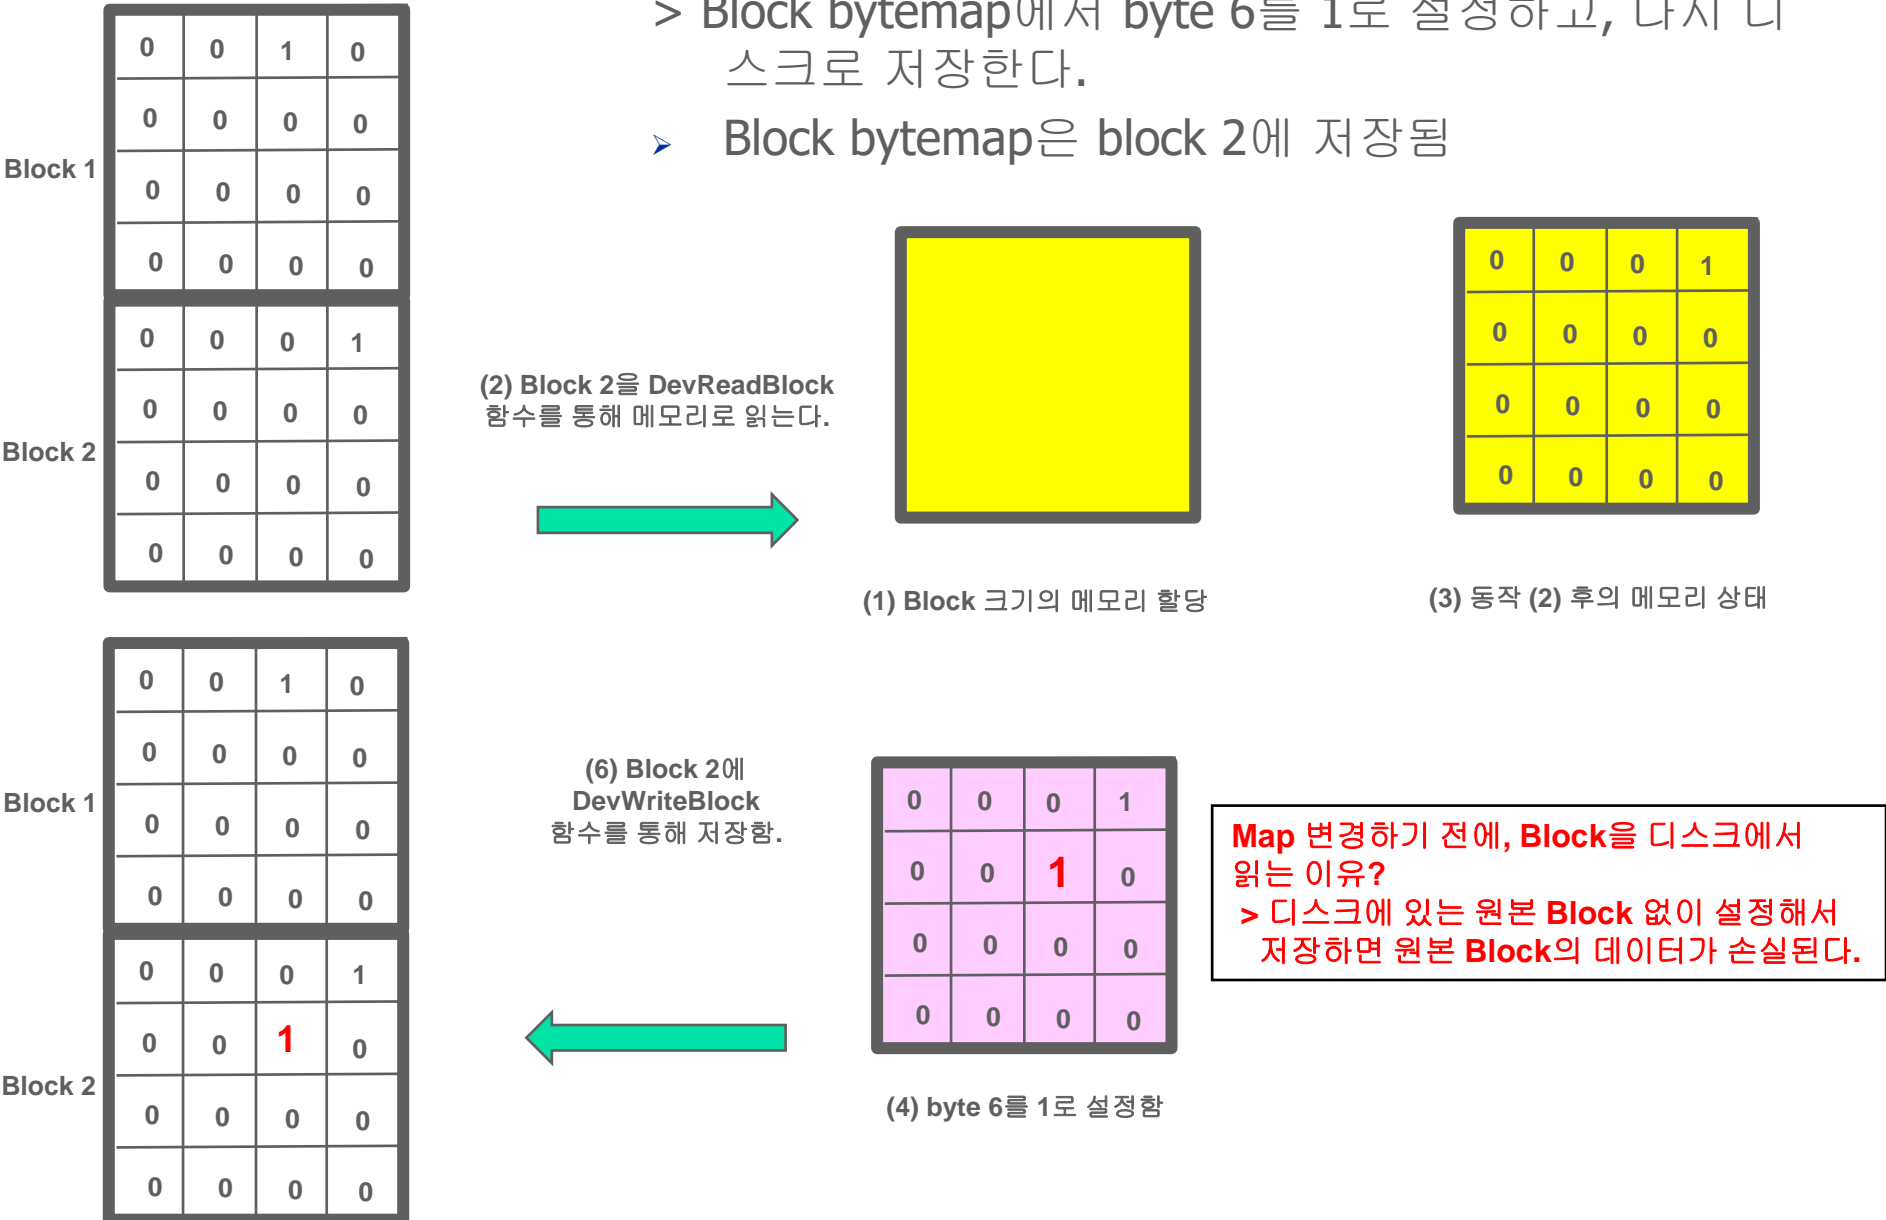 > Block bytemap에서 byte 6를 1로 설정하고, 다시 디
스크로 저장한다.
➢ Block bytemap은 block 2에 저장됨
0 0 1 0
0 0 0 0
Block 1
0 0 0 0
0 0 0 0
0 0 0 1
0 0 0 0
Block 2
0 0 0 0
0 0 0 0
(2) Block 2을 DevReadBlock
함수를 통해 메모리로 읽는다.
(1) Block 크기의 메모리 할당
0 0 0 1
0 0 0 0
0 0 0 0
0 0 0 0
(3) 동작 (2) 후의 메모리 상태
0 0 1 0
0 0 0 0
Block 1
0 0 0 0
0 0 0 0
0 0 0 1
0 0 1 0
Block 2
0 0 0 0
0 0 0 0
(6) Block 2에
DevWriteBlock
함수를 통해 저장함.
0 0 0 1
0 0 1 0
0 0 0 0
0 0 0 0
(4) byte 6를 1로 설정함
Map 변경하기 전에, Block을 디스크에서
읽는 이유?
> 디스크에 있는 원본 Block 없이 설정해서
저장하면 원본 Block의 데이터가 손실된다.